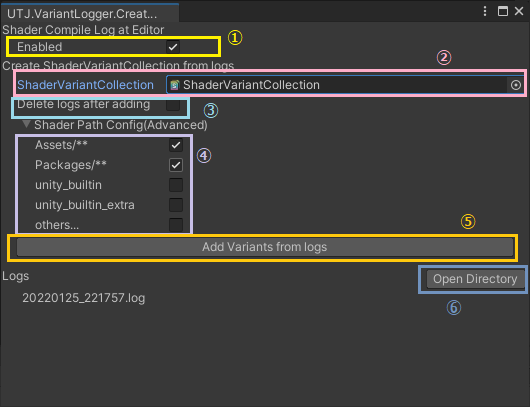 UTJ.VariantLogger.Creat...
Shader Compile Log at Editor
①
Enabled
②
Create ShaderVariantCollection from logs
ShaderVariantCollection ShaderVariantCollection
Delete logs after adding ③
Shader Path Config(Advanced)
Assets/** ④
Packages/**
unity_builtin
unity_builtin_extra
others...
⑤
Add Variants from logs
Logs Open Directory
20220125_221757.log
⑥